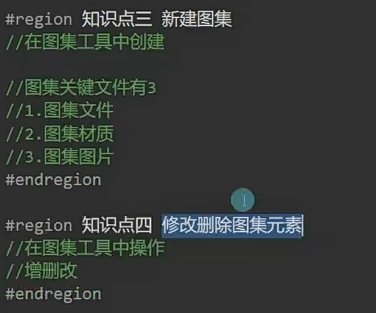 #region 知识点三 新建图集
//在图集工具中创建
//图集关键文件有3
//1.图集文件
//2.图集材质
//3.图集图片
#endregion
#region 知识点四 修改删除图集元素
//在图集工具中操作
//增删改
#endregion